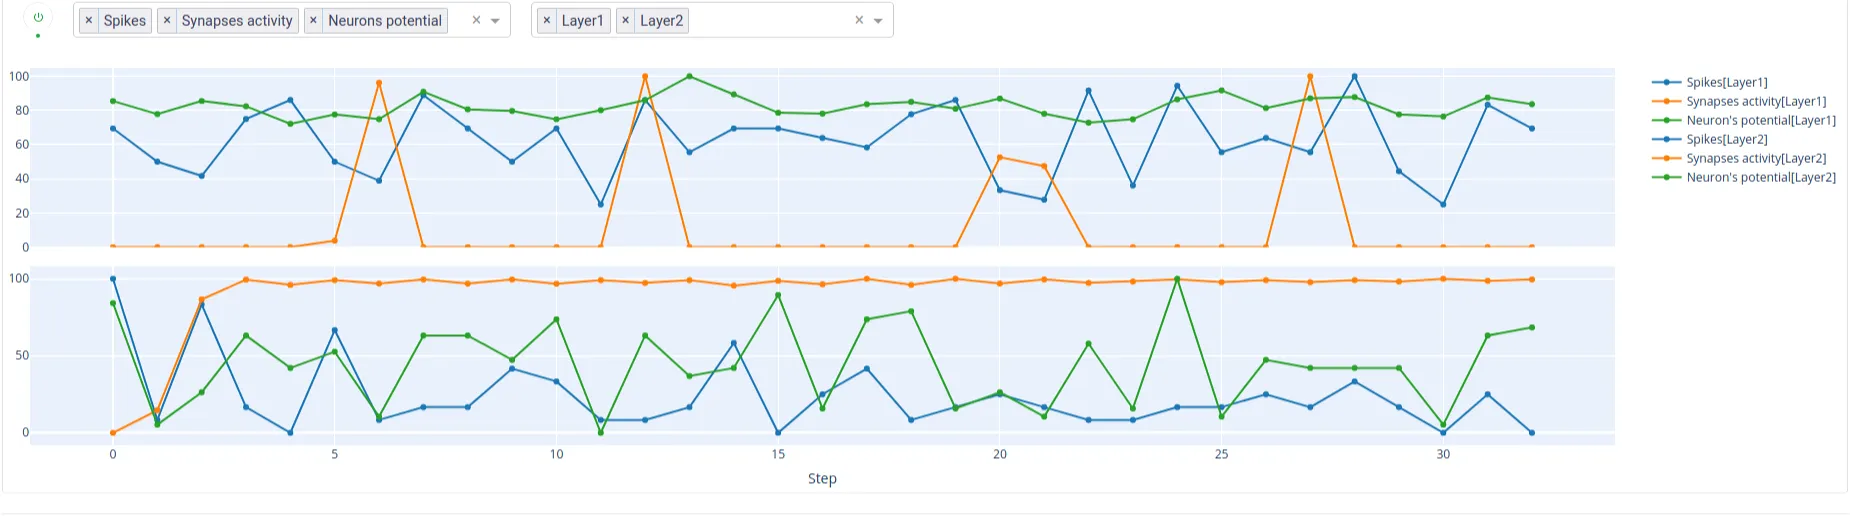 × Spikes × Synapses activity × Neurons potential × × Layer1 × Layer2 ×
100
80
60
40
20
0
Spikes[Layer1]
Synapses activity[Layer1]
Neuron's potential[Layer1]
Spikes[Layer2]
Synapses activity[Layer2]
Neuron's potential[Layer2]
100
50
0
0 5 10 15 20 25 30
Step